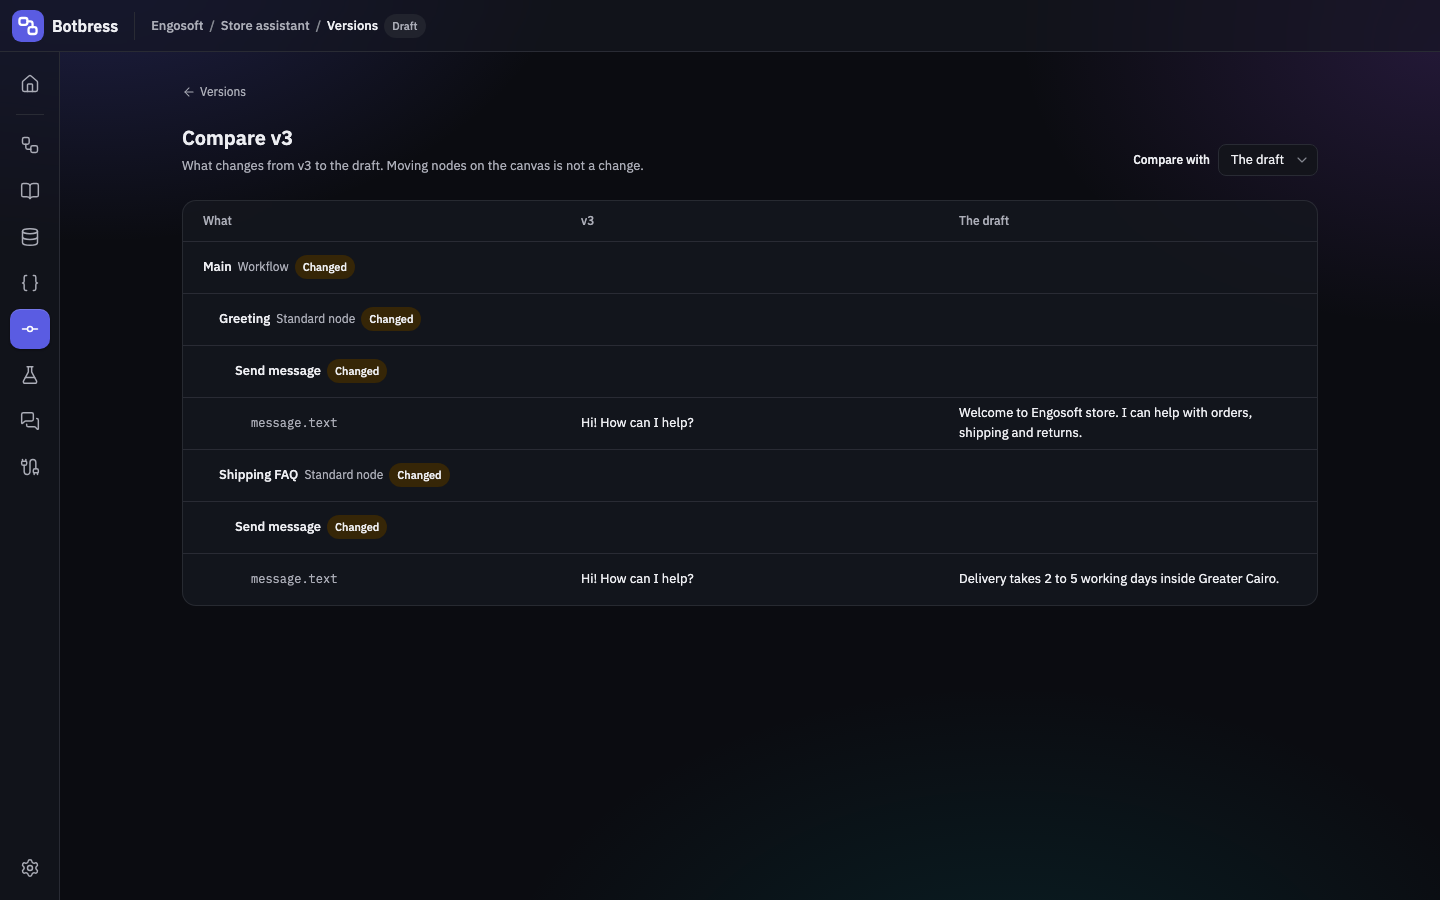 Botbress
Engosoft / Store assistant / Versions Draft
Versions
Compare v3
What changes from v3 to the draft. Moving nodes on the canvas is not a change.
Compare with The draft
What v3 The draft
Main Workflow Changed
Greeting Standard node Changed
Send message Changed
message.text Hi! How can I help? Welcome to Engosoft store. I can help with orders,
shipping and returns.
Shipping FAQ Standard node Changed
Send message Changed
message.text Hi! How can I help? Delivery takes 2 to 5 working days inside Greater Cairo.